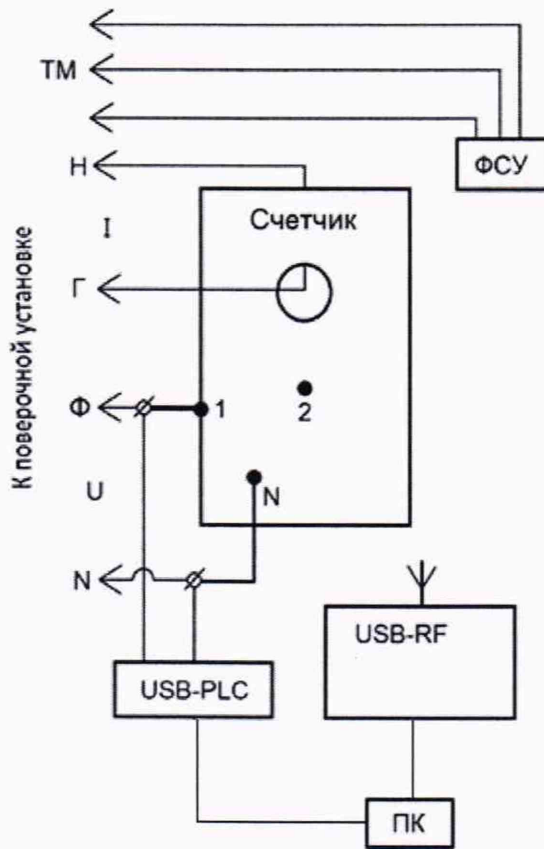 ТМ
ФСУ
Н
Счетчик
I
Г
К поверочной установке
Ф
1
2
U
N
N
USB-RF
USB-PLC
ПК